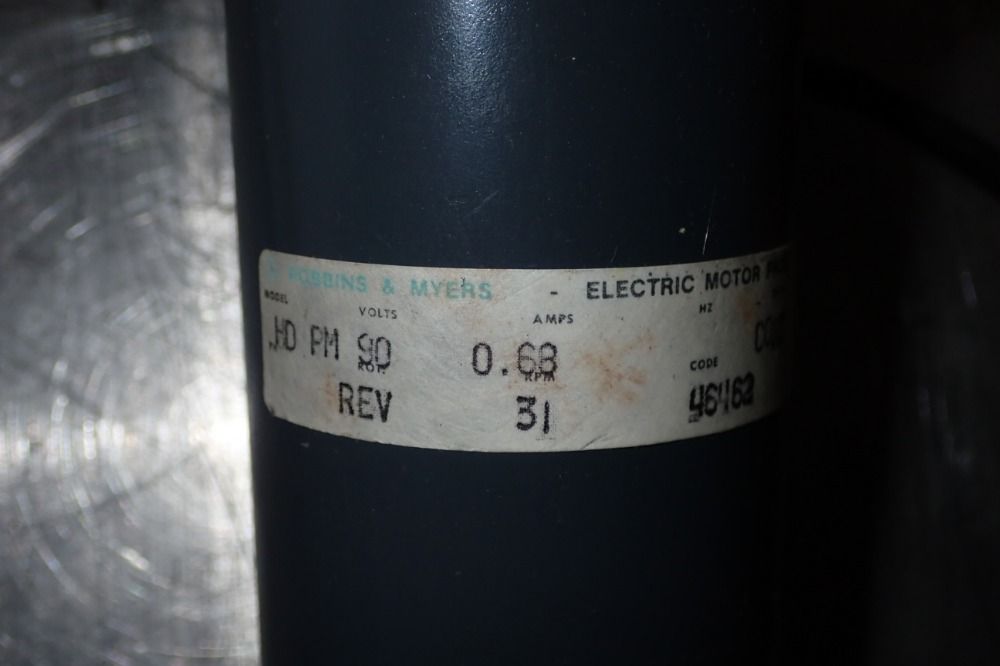 ROBBINS & MYERS - ELECTRIC MOTOR
MODEL VOLTS AMPS HZ
HD PM 90 0.68
ROT. RPM CODE
REV 31 46462